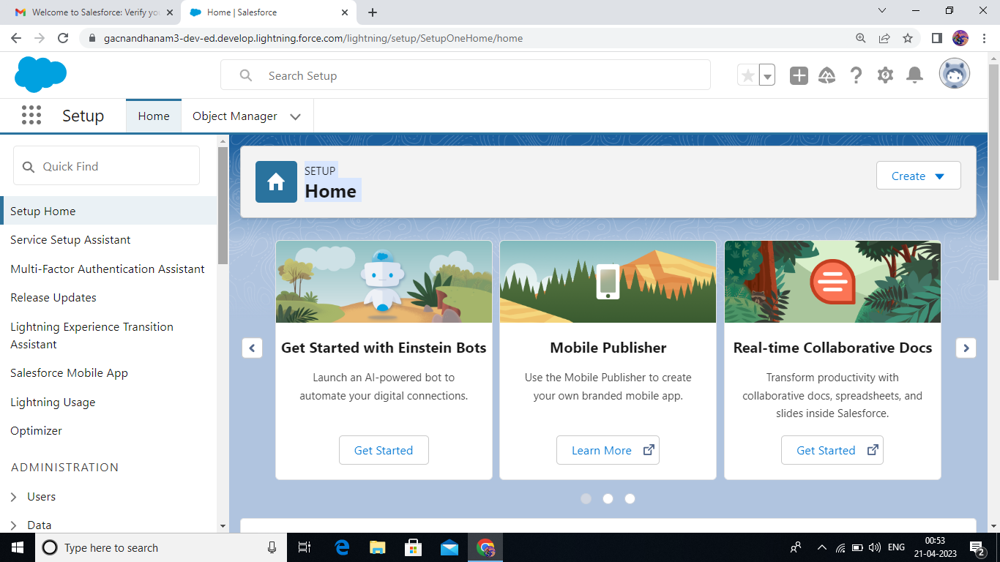 Welcome to Salesforce: Verify yo
Home | Salesforce
gacnandhanam3-dev-ed.develop.lightning.force.com/lightning/setup/SetupOneHome/home
Search Setup
Setup
Home
Object Manager
Quick Find
Setup Home
Service Setup Assistant
Multi-Factor Authentication Assistant
Release Updates
Lightning Experience Transition
Assistant
Salesforce Mobile App
Lightning Usage
Optimizer
ADMINISTRATION
Users
Data
SETUP
Home
Create
Get Started with Einstein Bots
Launch an AI-powered bot to
automate your digital connections.
Get Started
Mobile Publisher
Use the Mobile Publisher to create
your own branded mobile app.
Learn More
Real-time Collaborative Docs
Transform productivity with
collaborative docs, spreadsheets, and
slides inside Salesforce.
Get Started
Type here to search
ENG
00:53
21-04-2023
2